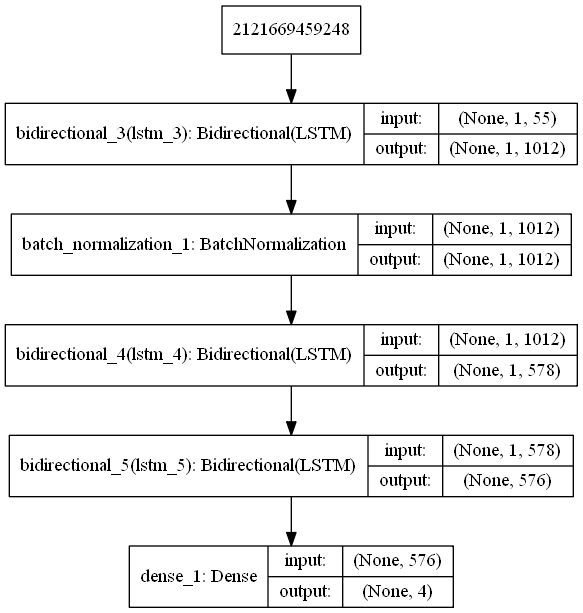 2121669459248
bidirectional_3(lstm_3): Bidirectional(LSTM)
input: (None, 1, 55)
output: (None, 1, 1012)
batch_normalization_1: BatchNormalization
input: (None, 1, 1012)
output: (None, 1, 1012)
bidirectional_4(lstm_4): Bidirectional(LSTM)
input: (None, 1, 1012)
output: (None, 1, 578)
bidirectional_5(lstm_5): Bidirectional(LSTM)
input: (None, 1, 578)
output: (None, 576)
dense_1: Dense
input: (None, 576)
output: (None, 4)